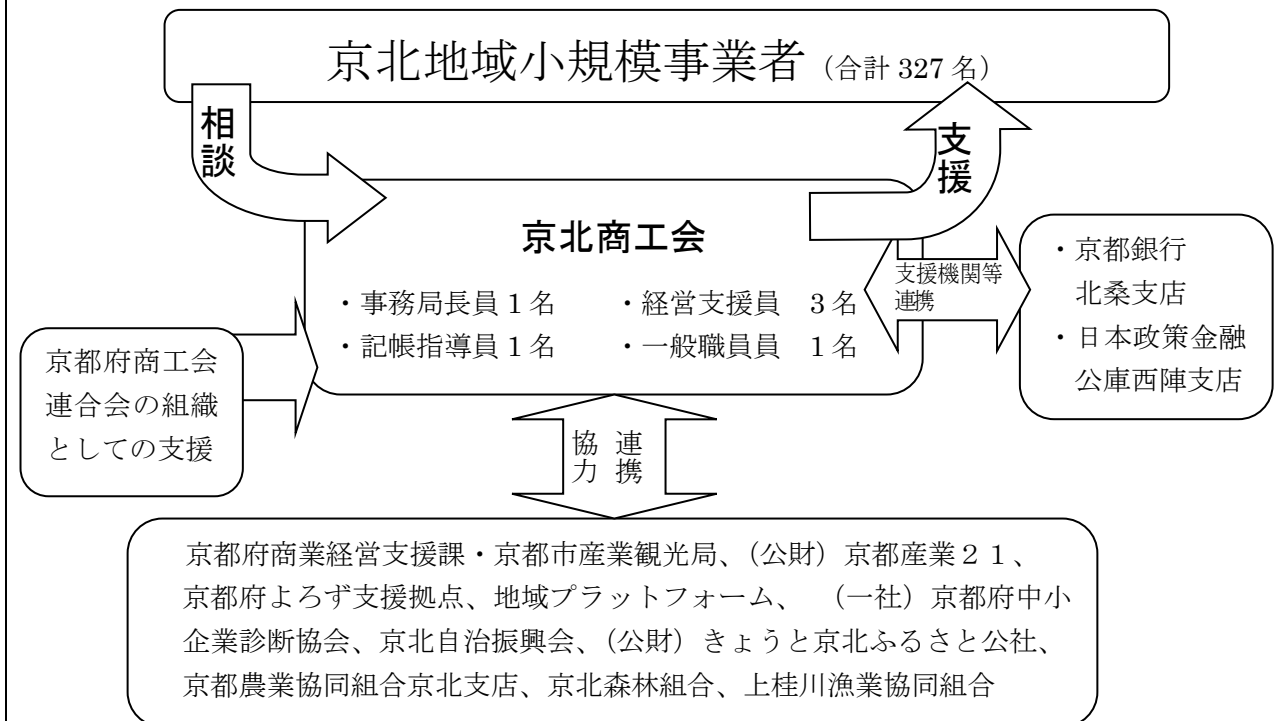 京北地域小規模事業者（合計 327 名）
相談
支援
京北商工会
・事務局長員 1 名　・経営支援員　3 名
・記帳指導員 1 名　・一般職員員　1 名
支援機関等
連携
・京都銀行
北桑支店
・日本政策金融
公庫西陣支店
京都府商工会
連合会の組織
としての支援
連携
協力
京都府商業経営支援課・京都市産業観光局、（公財）京都産業２１、
京都府よろず支援拠点、地域プラットフォーム、　（一社）京都府中小
企業診断協会、京北自治振興会、（公財）きょうと京北ふるさと公社、
京都農業協同組合京北支店、京北森林組合、上桂川漁業協同組合